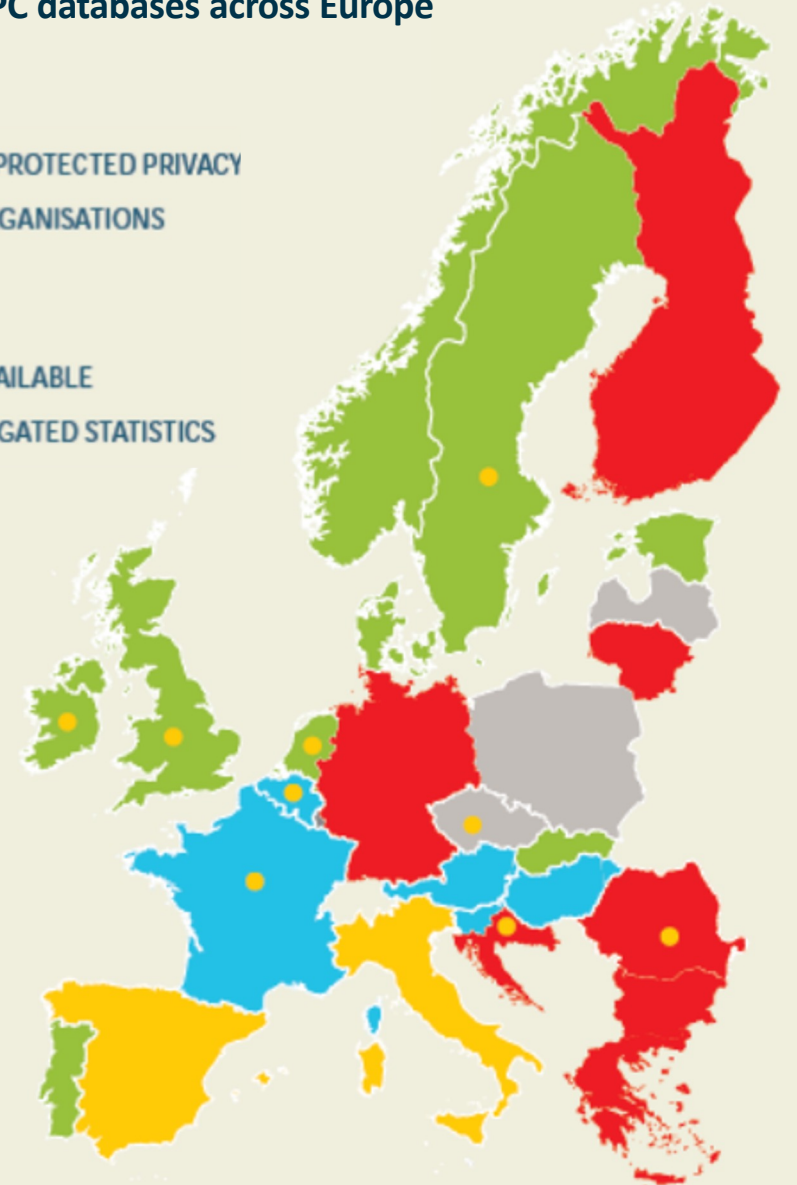 PC databases across Europe
PROTECTED PRIVACY
GANISATIONS
AILABLE
GATED STATISTICS